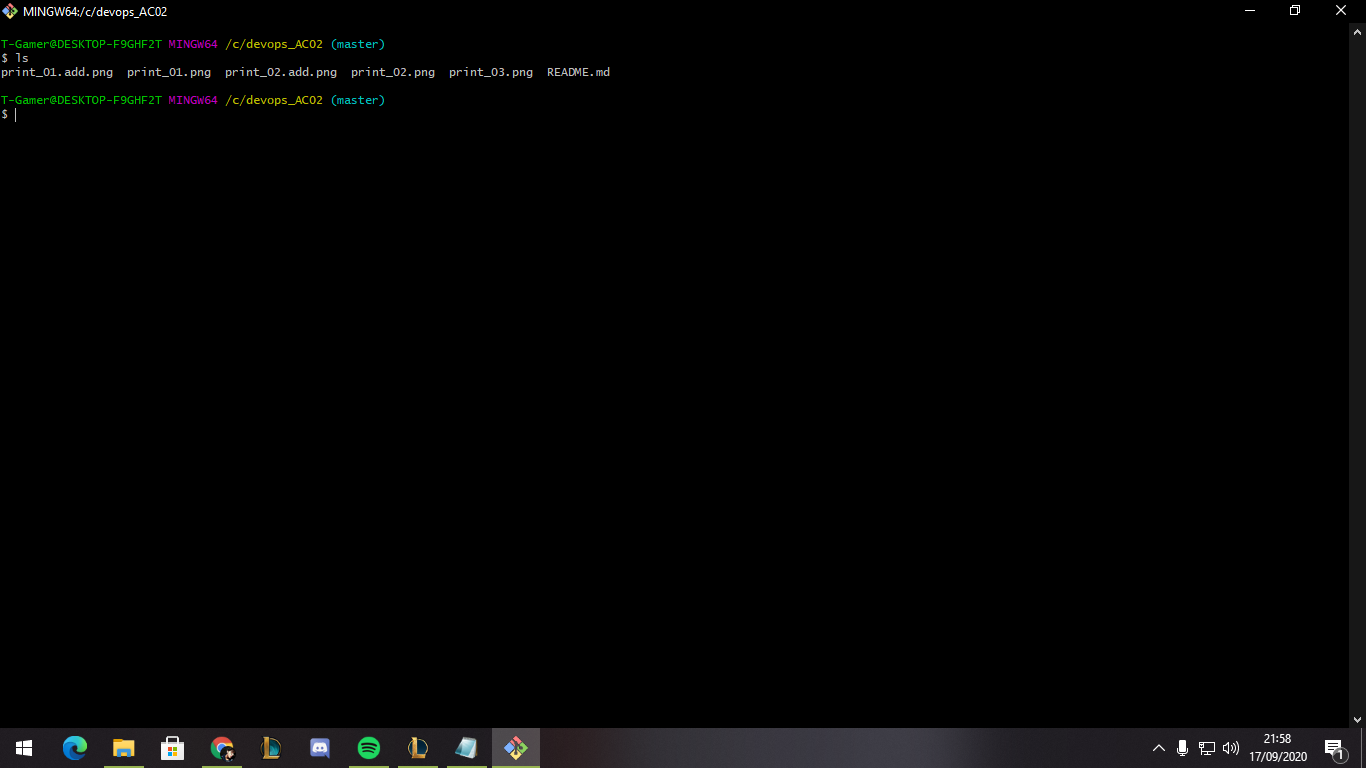 MINGW64:/c/devops_AC02
T-Gamer@DESKTOP-F9GHF2T MINGW64 /c/devops_AC02 (master)
$ ls
print_01.add.png  print_01.png  print_02.add.png  print_02.png  print_03.png  README.md
T-Gamer@DESKTOP-F9GHF2T MINGW64 /c/devops_AC02 (master)
$
21:58
17/09/2020
1